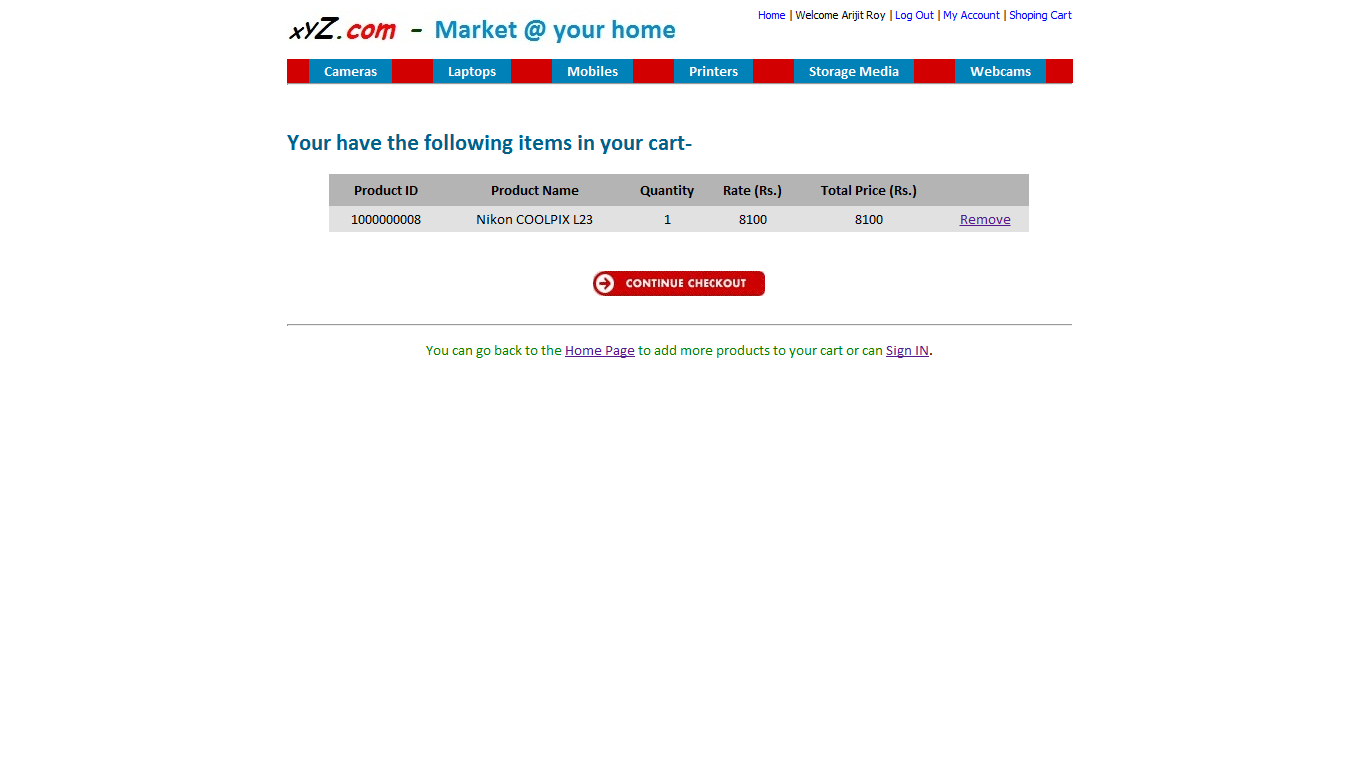 xyZ.com - Market @ your home
Home | Welcome Arijit Roy | Log Out | My Account | Shoping Cart
Cameras Laptops Mobiles Printers Storage Media Webcams
Your have the following items in your cart-
Product ID Product Name Quantity Rate (Rs.) Total Price (Rs.)
1000000008 Nikon COOLPIX L23 1 8100 8100 Remove
CONTINUE CHECKOUT
You can go back to the Home Page to add more products to your cart or can Sign IN.